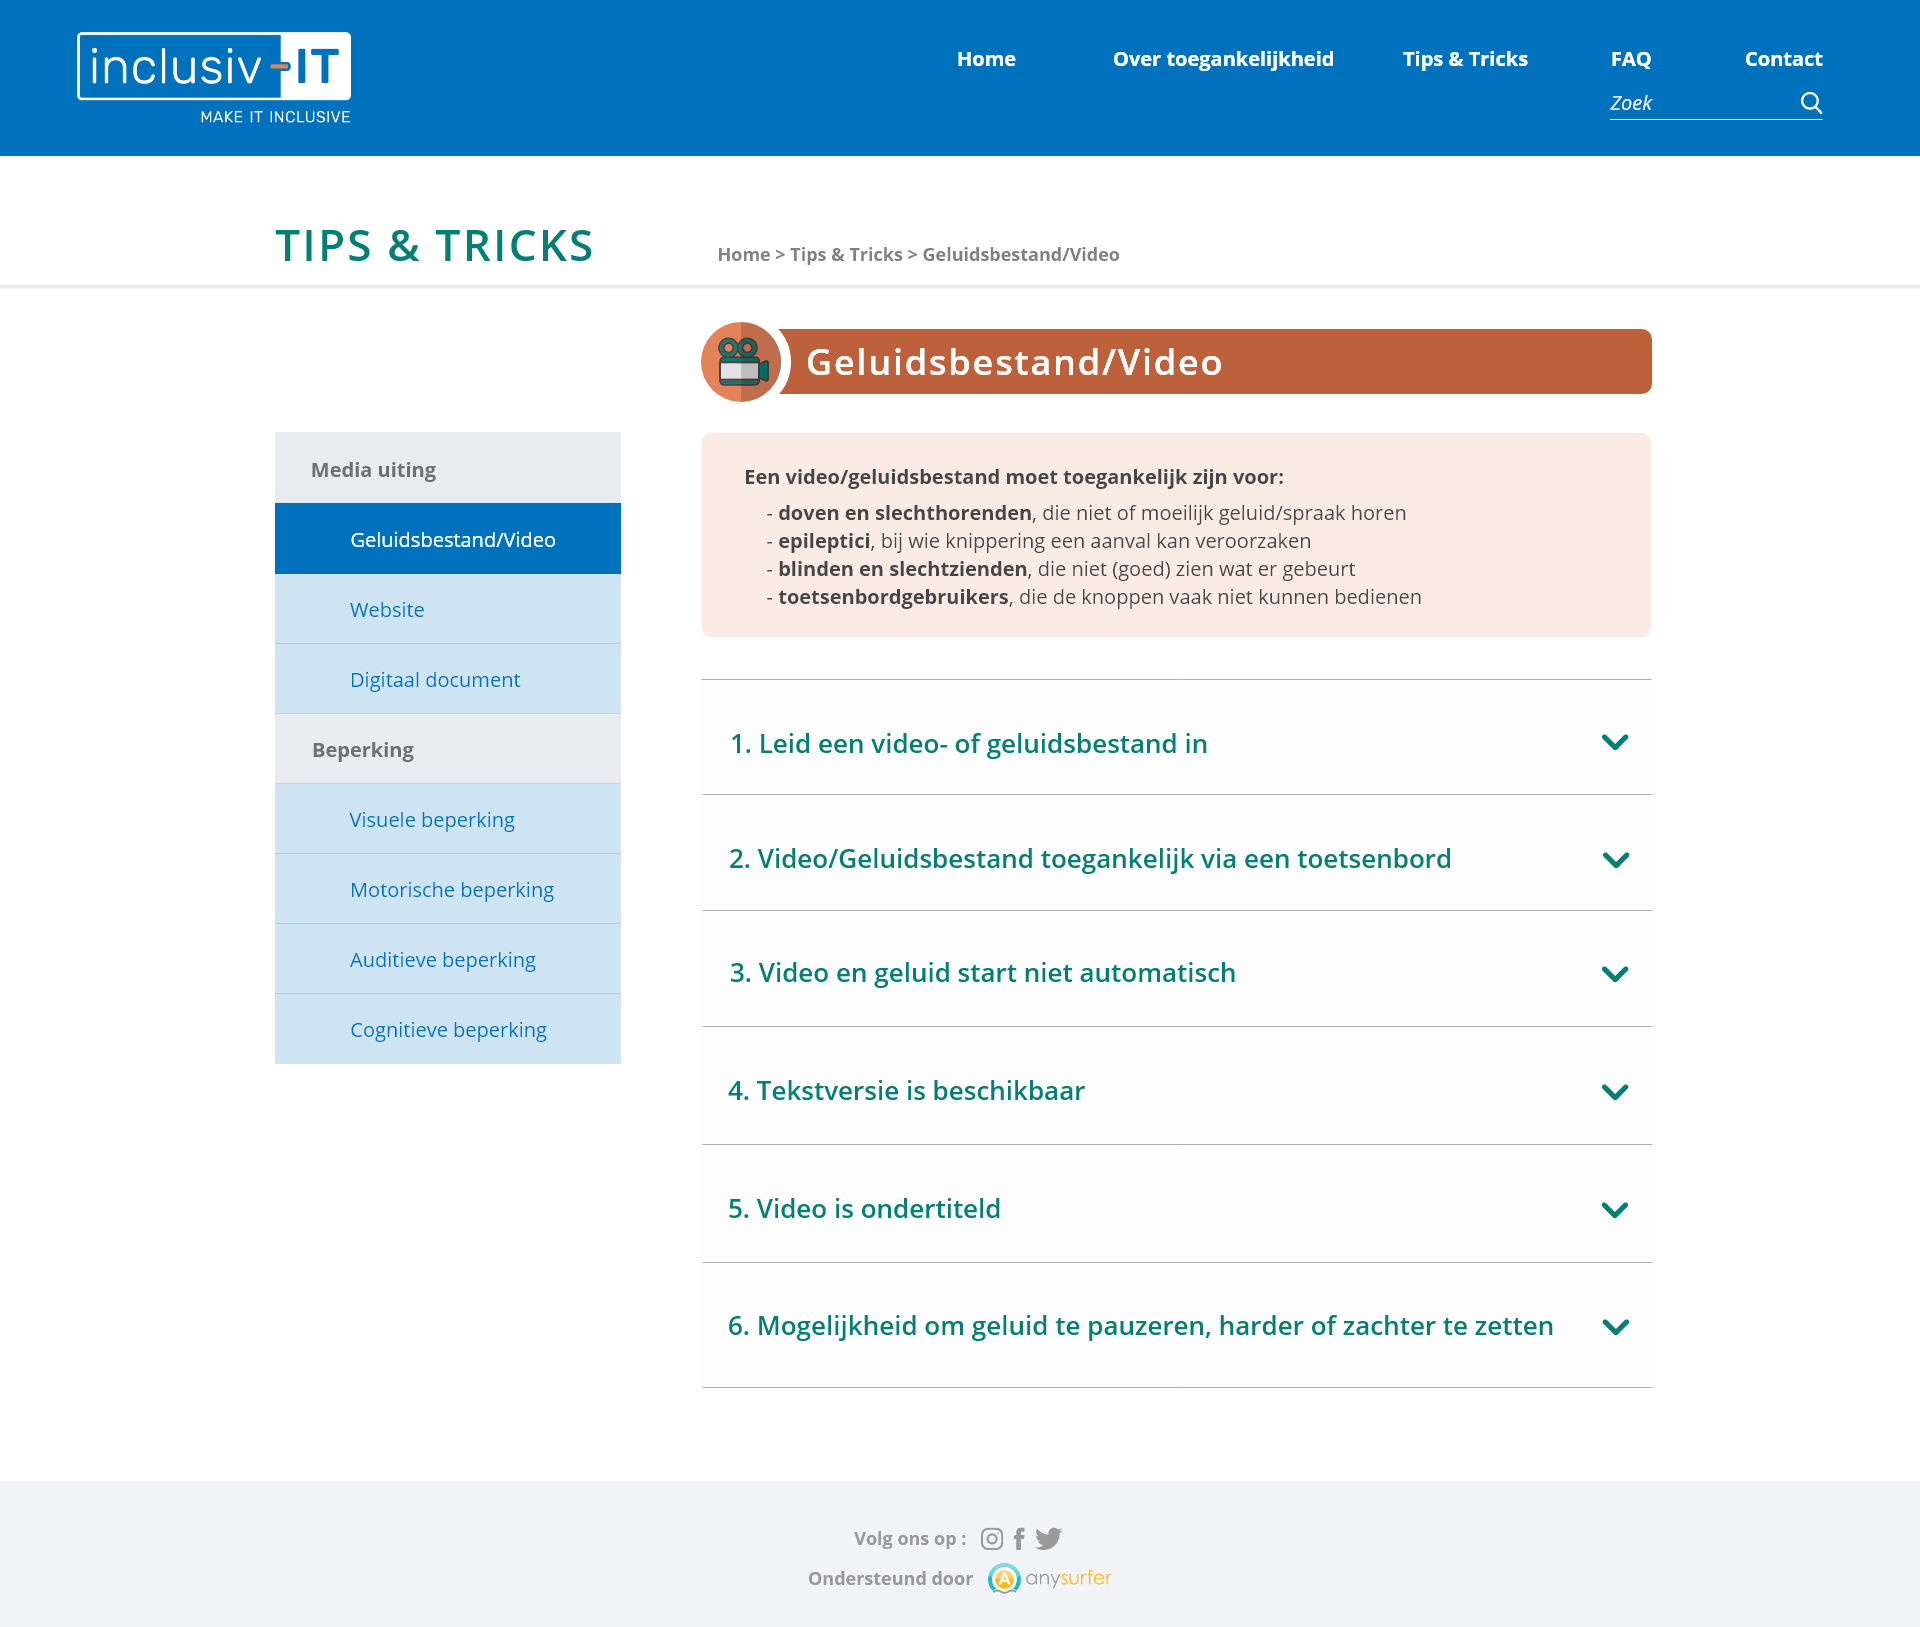 inclusiv-IT
MAKE IT INCLUSIVE
Home
Over toegankelijkheid
Tips & Tricks
FAQ
Contact
Zoek
TIPS & TRICKS
Home > Tips & Tricks > Geluidsbestand/Video
Geluidsbestand/Video
Media uiting
Geluidsbestand/Video
Website
Digitaal document
Beperking
Visuele beperking
Motorische beperking
Auditieve beperking
Cognitieve beperking
Een video/geluidsbestand moet toegankelijk zijn voor:
- doven en slechthorenden, die niet of moeilijk geluid/spraak horen
- epileptici, bij wie knippering een aanval kan veroorzaken
- blinden en slechtzienden, die niet (goed) zien wat er gebeurt
- toetsenbordgebruikers, die de knoppen vaak niet kunnen bedienen
1. Leid een video- of geluidsbestand in
2. Video/Geluidsbestand toegankelijk via een toetsenbord
3. Video en geluid start niet automatisch
4. Tekstversie is beschikbaar
5. Video is ondertiteld
6. Mogelijkheid om geluid te pauzeren, harder of zachter te zetten
Volg ons op :
Ondersteund door
A anysurfer